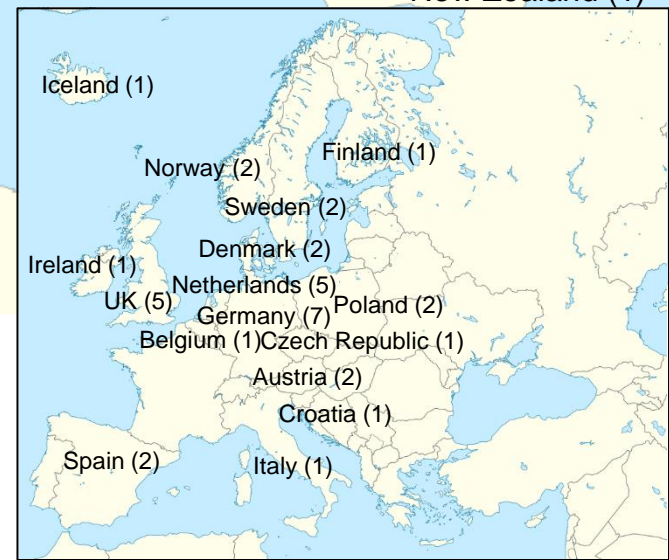 Iceland (1)
Norway (2)
Finland (1)
Sweden (2)
Denmark (2)
Ireland (1)
Netherlands (5)
UK (5)
Poland (2)
Germany (7)
Belgium (1)
Czech Republic (1)
Austria (2)
Croatia (1)
Spain (2)
Italy (1)